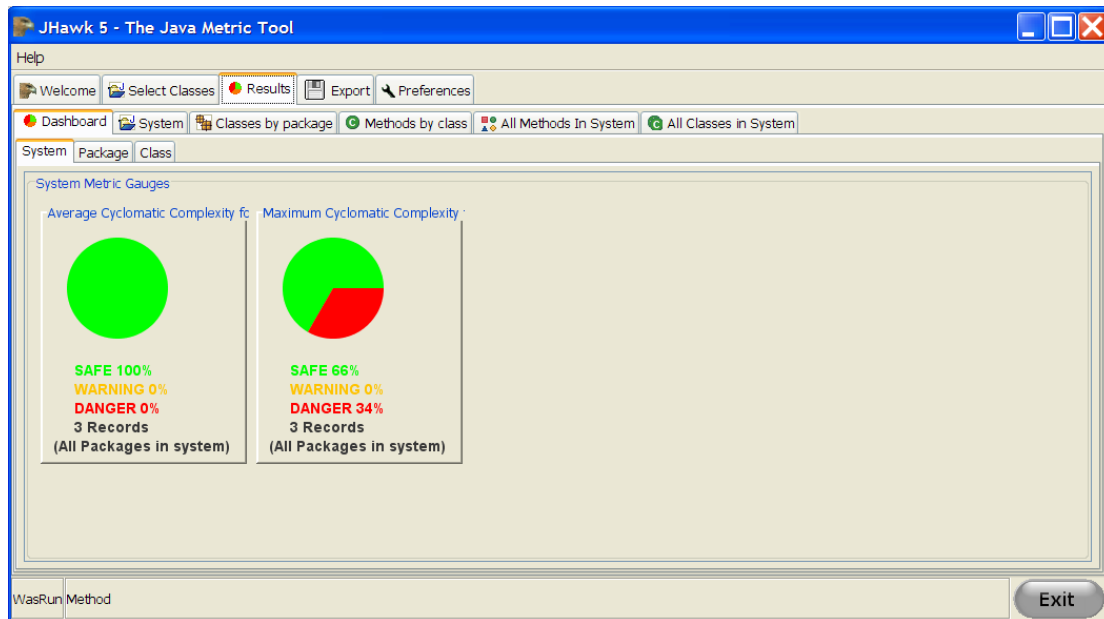 JHawk 5 - The Java Metric Tool
Help
Welcome Select Classes Results Export Preferences
Dashboard System Classes by package Methods by class All Methods In System All Classes in System
System Package Class
System Metric Gauges
Average Cyclomatic Complexity fo Maximum Cyclomatic Complexity
SAFE 100% SAFE 66%
WARNING 0% WARNING 0%
DANGER 0% DANGER 34%
3 Records 3 Records
(All Packages in system) (All Packages in system)
WasRun Method Exit